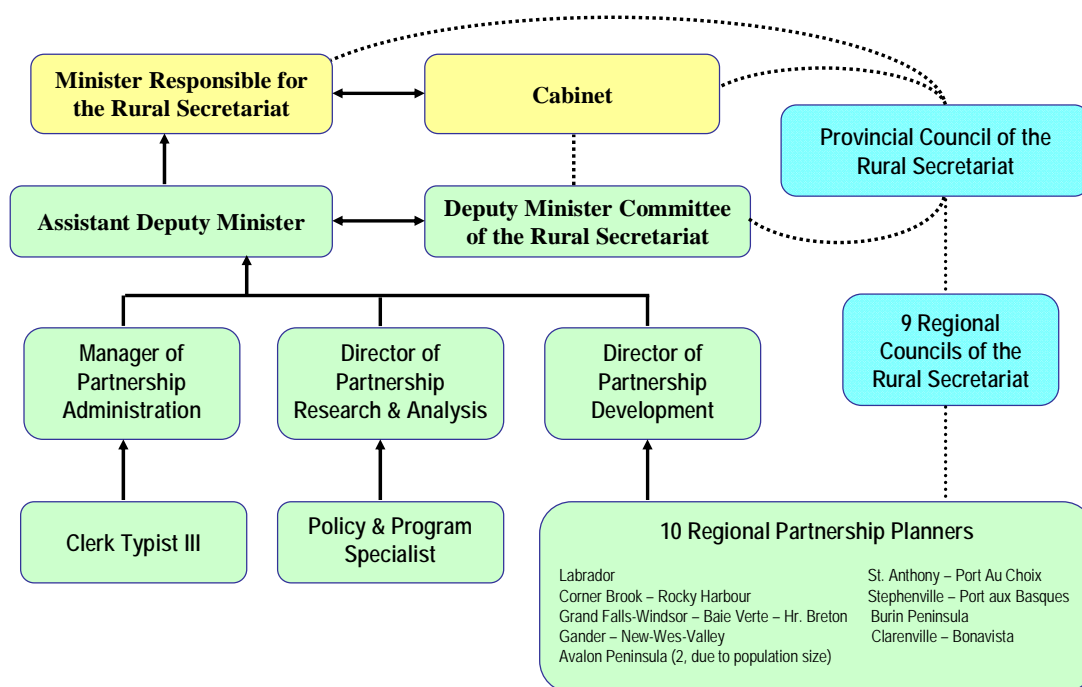 Minister Responsible for
the Rural Secretariat
Cabinet
Provincial Council of the
Rural Secretariat
Assistant Deputy Minister
Deputy Minister Committee
of the Rural Secretariat
Manager of
Partnership
Administration
Director of
Partnership
Research & Analysis
Director of
Partnership
Development
9 Regional
Councils of the
Rural Secretariat
Clerk Typist III
Policy & Program
Specialist
10 Regional Partnership Planners
Labrador
Corner Brook – Rocky Harbour
Grand Falls-Windsor – Baie Verte – Hr. Breton
Gander – New-Wes-Valley
Avalon Peninsula (2, due to population size)
St. Anthony – Port Au Choix
Stephenville – Port aux Basques
Burin Peninsula
Clarenville – Bonavista